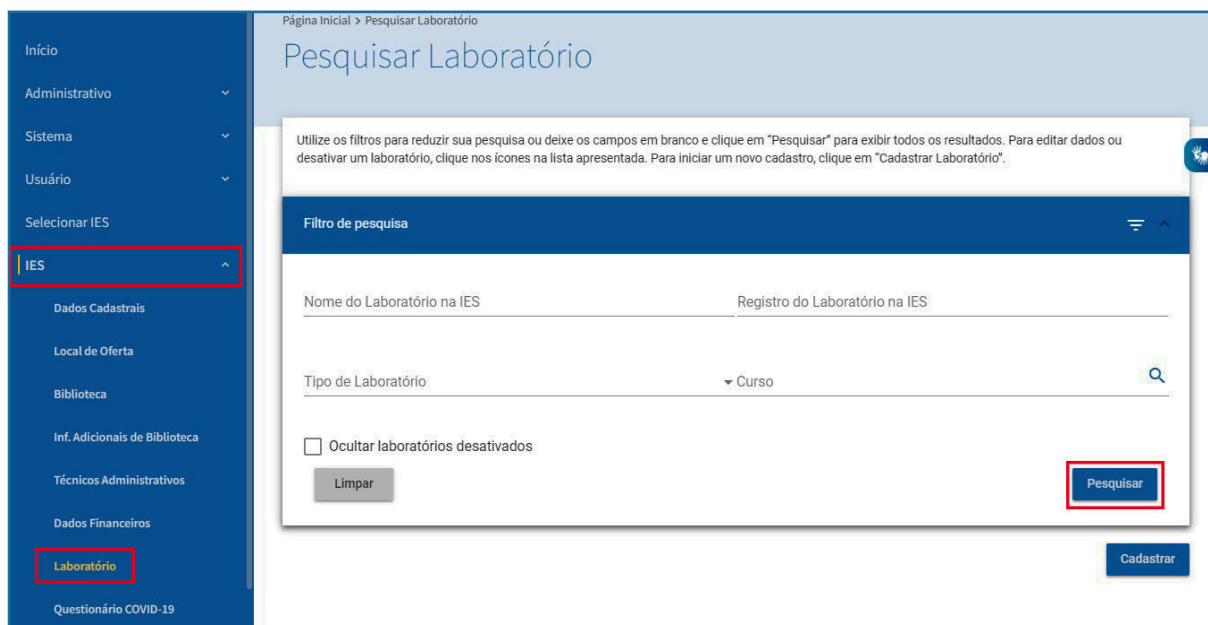 Página Inicial > Pesquisar Laboratório
Pesquisar Laboratório
Início
Administrativo
Sistema
Usuário
Selecionar IES
IES
Dados Cadastrais
Local de Oferta
Biblioteca
Inf. Adicionais de Biblioteca
Técnicos Administrativos
Dados Financeiros
Laboratório
Questionário COVID-19
Utilize os filtros para reduzir sua pesquisa ou deixe os campos em branco e clique em "Pesquisar" para exibir todos os resultados. Para editar dados ou
desativar um laboratório, clique nos ícones na lista apresentada. Para iniciar um novo cadastro, clique em "Cadastrar Laboratório".
Filtro de pesquisa
Nome do Laboratório na IES
Registro do Laboratório na IES
Tipo de Laboratório
Curso
Ocultar laboratórios desativados
Limpar
Pesquisar
Cadastrar